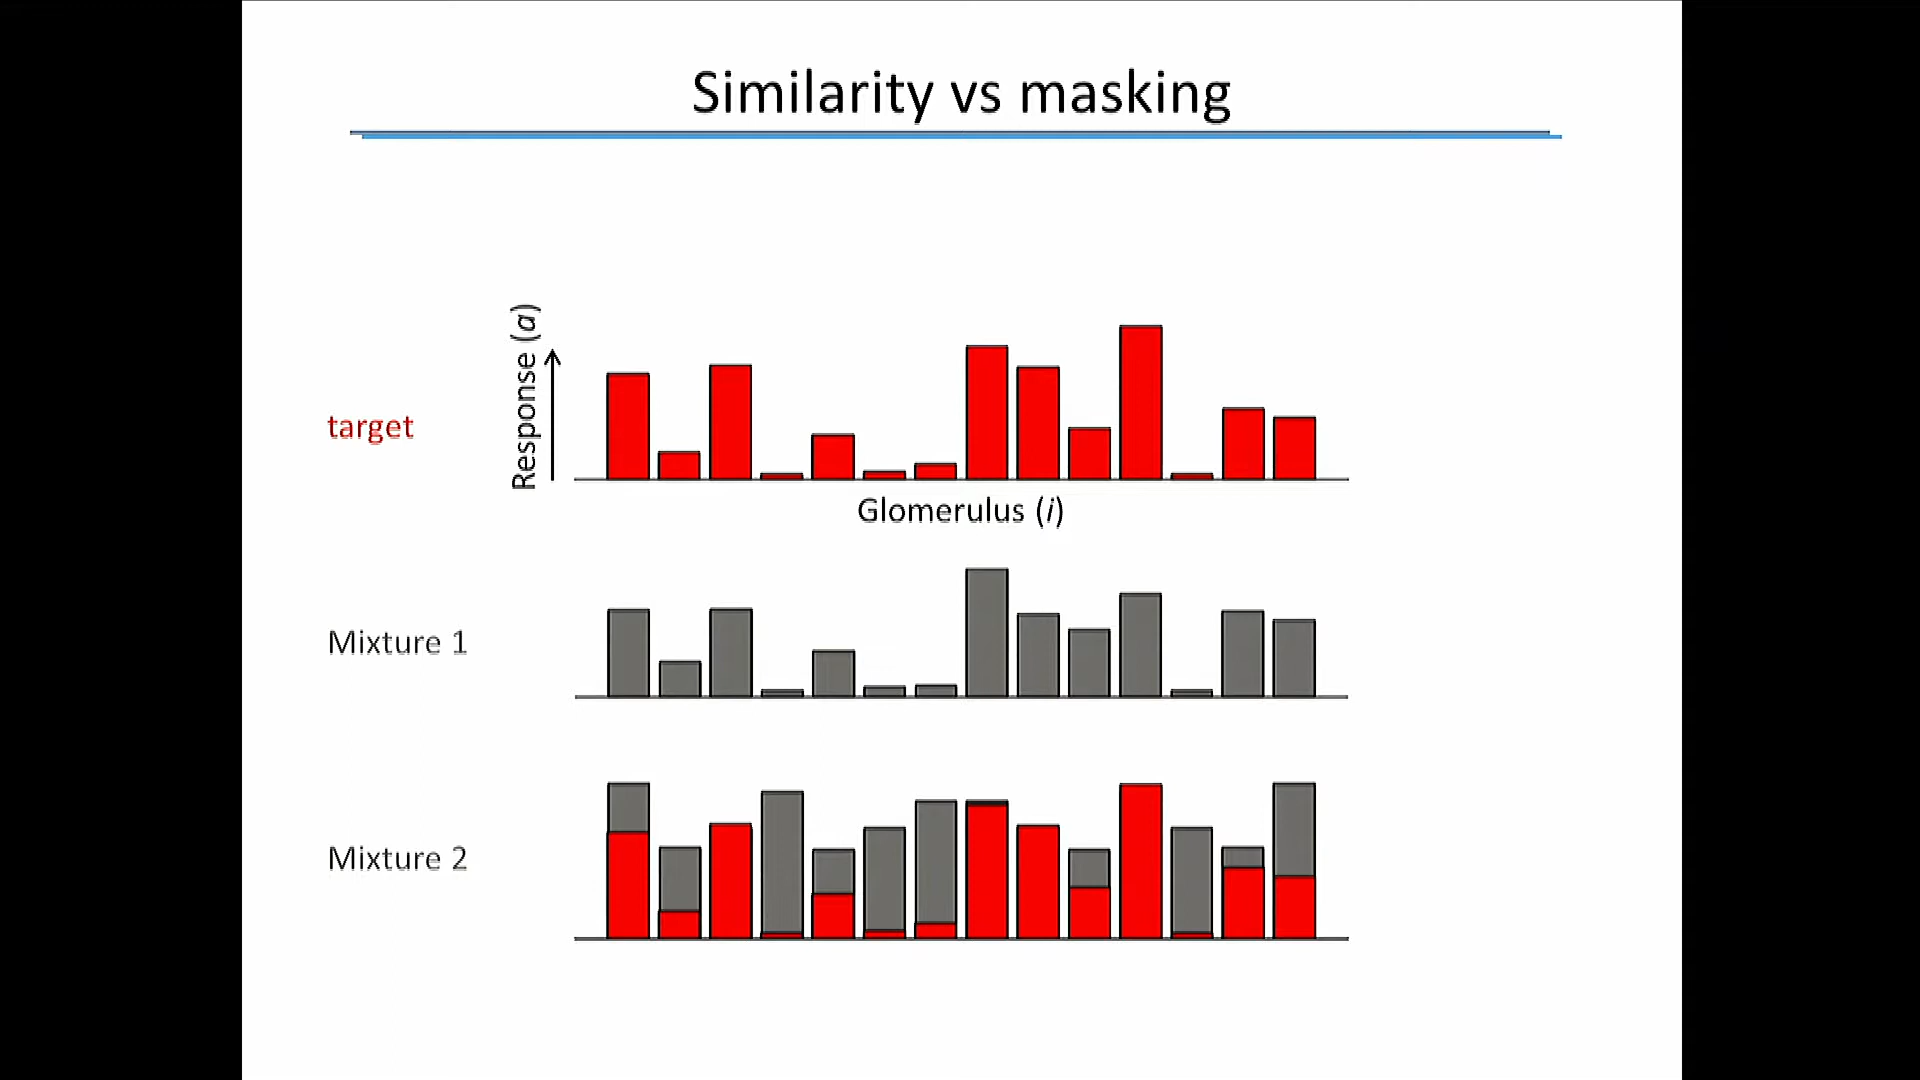 Similarity vs masking
Response (a)
target
Glomerulus (i)
Mixture 1
Mixture 2